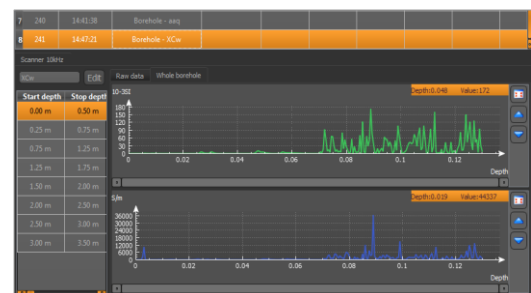 7 240 14:41:38 Borehole - aaq
8 241 14:47:21 Borehole - XCw
Scanner 10kHz
XCw Edit Raw data Whole borehole
Start depth Stop depth
0.00 m 0.50 m
0.25 m 0.75 m
0.75 m 1.25 m
1.25 m 1.75 m
1.50 m 2.00 m
2.00 m 2.50 m
2.50 m 3.00 m
3.00 m 3.50 m
10-3SI Depth:0.048 Value:172
180
150
120
90
60
30
0
0 0.02 0.04 0.06 0.08 0.1 0.12
Depth
S/m Depth:0.019 Value:44337
36000
30000
24000
18000
12000
6000
0
0 0.02 0.04 0.06 0.08 0.1 0.12
Depth